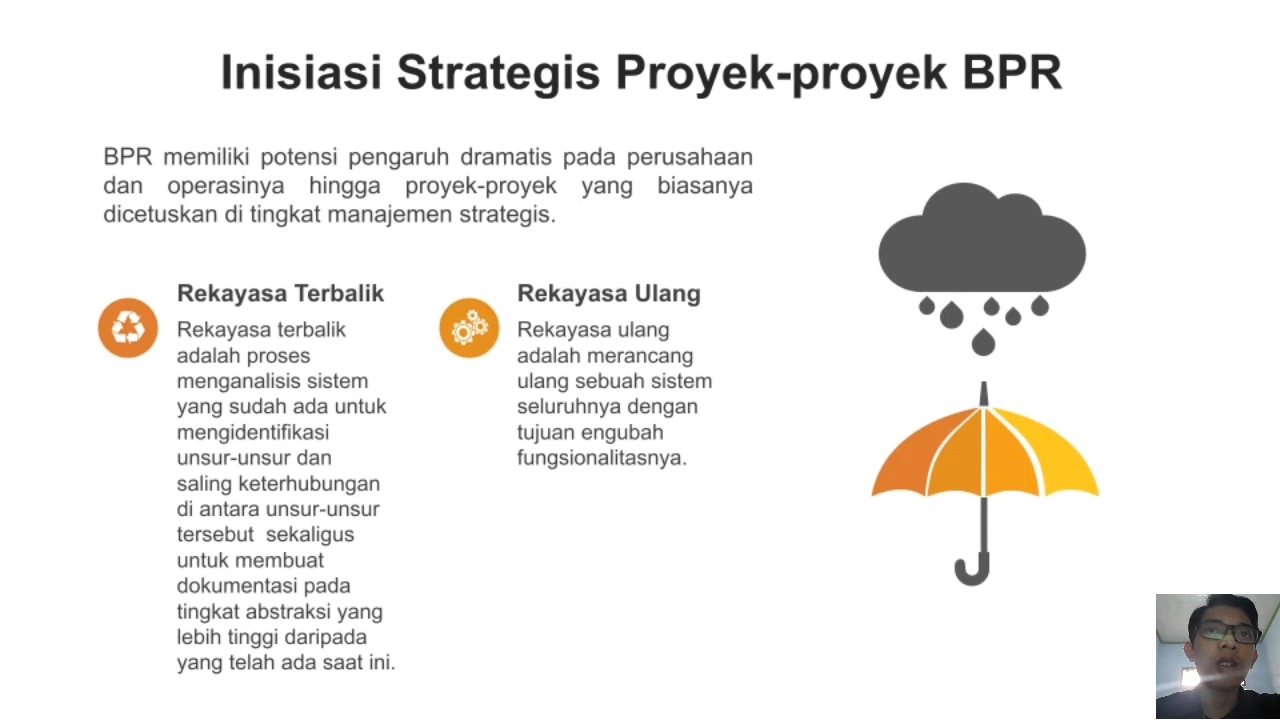 Inisiasi Strategis Proyek-proyek BPR
BPR memiliki potensi pengaruh dramatis pada perusahaan
dan operasinya hingga proyek-proyek yang biasanya
dicetuskan di tingkat manajemen strategis.
Rekayasa Terbalik
Rekayasa terbalik
adalah proses
menganalisis sistem
yang sudah ada untuk
mengidentifikasi
unsur-unsur dan
saling keterhubungan
di antara unsur-unsur
tersebut sekaligus
untuk membuat
dokumentasi pada
tingkat abstraksi yang
lebih tinggi daripada
yang telah ada saat ini.
Rekayasa Ulang
Rekayasa ulang
adalah merancang
ulang sebuah sistem
seluruhnya dengan
tujuan engubah
fungsionalitasnya.